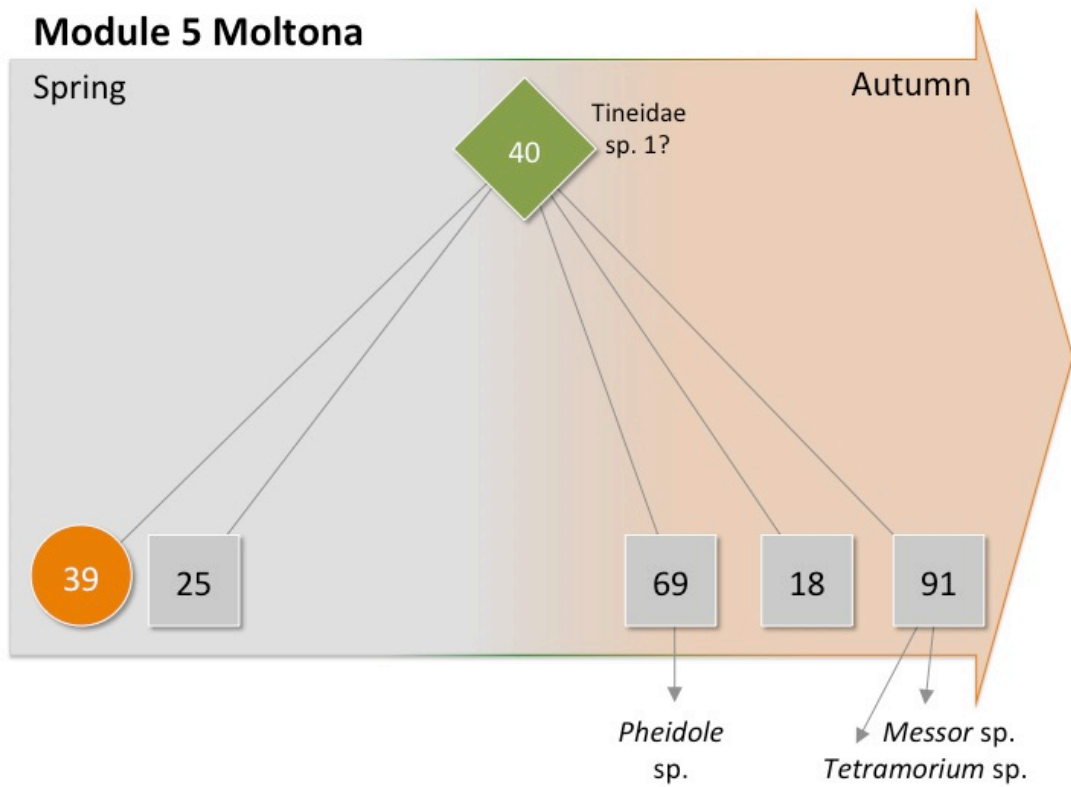 Module 5 Moltona
Spring
Autumn
Tineidae
sp. 1?
40
39
25
69
18
91
Pheidole
sp.
Messor sp.
Tetramorium sp.